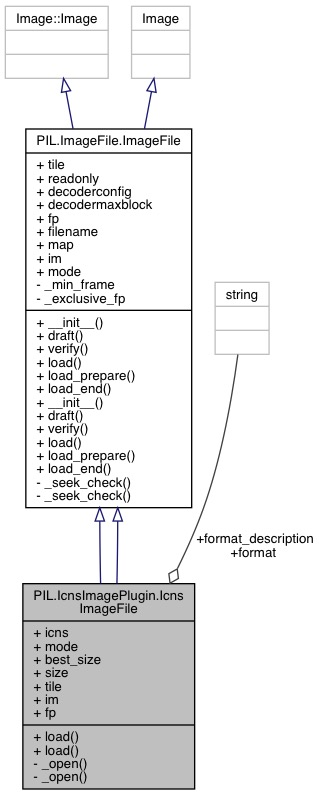 Image::Image
Image
PIL.ImageFile.ImageFile
+ tile
+ readonly
+ decoderconfig
+ decodermaxblock
+ fp
+ filename
+ map
+ im
+ mode
- _min_frame
- _exclusive_fp
+ __init__()
+ draft()
+ verify()
+ load()
+ load_prepare()
+ load_end()
+ __init__()
+ draft()
+ verify()
+ load()
+ load_prepare()
+ load_end()
- _seek_check()
- _seek_check()
string
+format_description
+format
PIL.IcnsImagePlugin.Icns
ImageFile
+ icns
+ mode
+ best_size
+ size
+ tile
+ im
+ fp
+ load()
+ load()
- _open()
- _open()